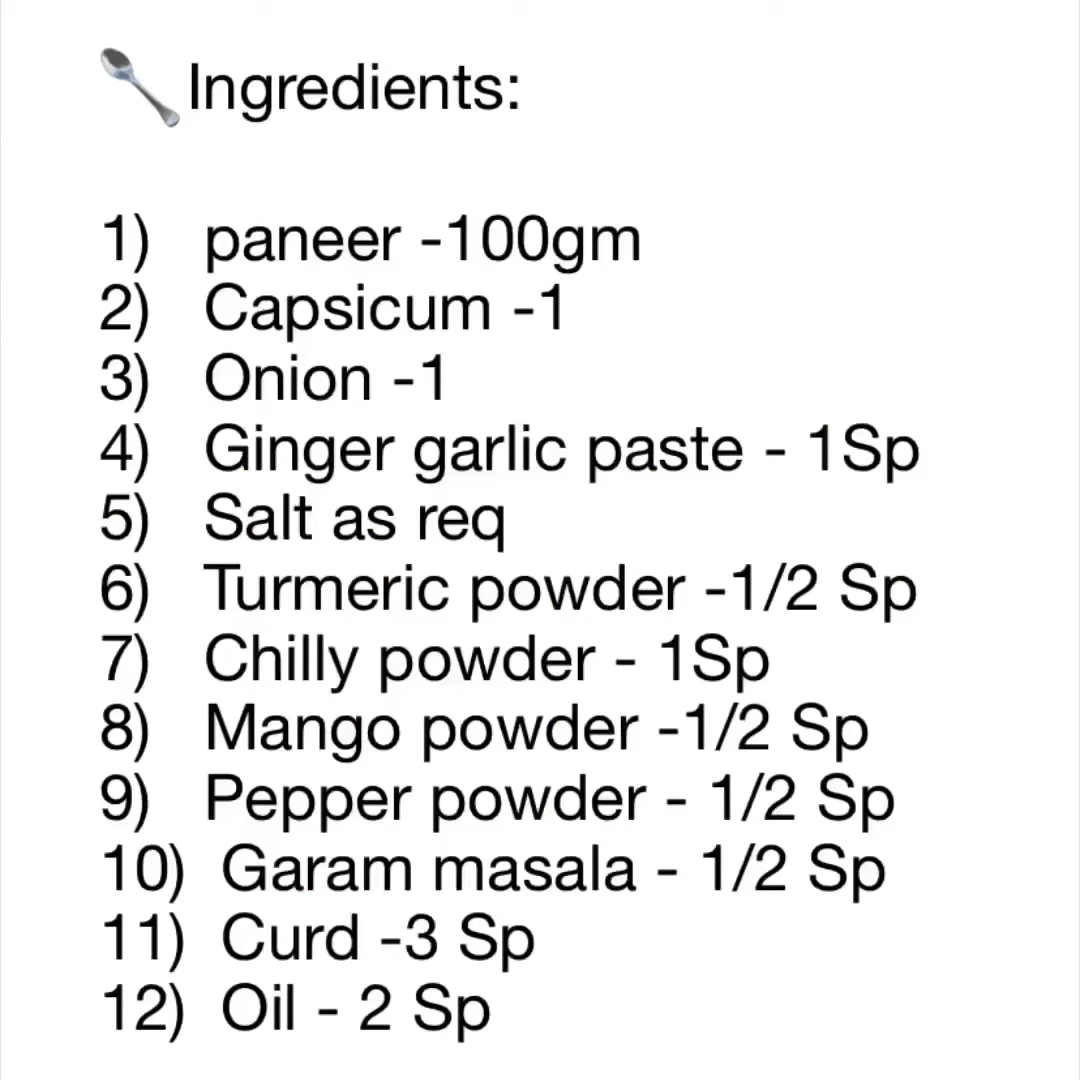 Ingredients:
1) paneer -100gm
2) Capsicum -1
3) Onion -1
4) Ginger garlic paste - 1Sp
5) Salt as req
6) Turmeric powder -1/2 Sp
7) Chilly powder - 1Sp
8) Mango powder -1/2 Sp
9) Pepper powder - 1/2 Sp
10) Garam masala - 1/2 Sp
11) Curd -3 Sp
12) Oil - 2 Sp